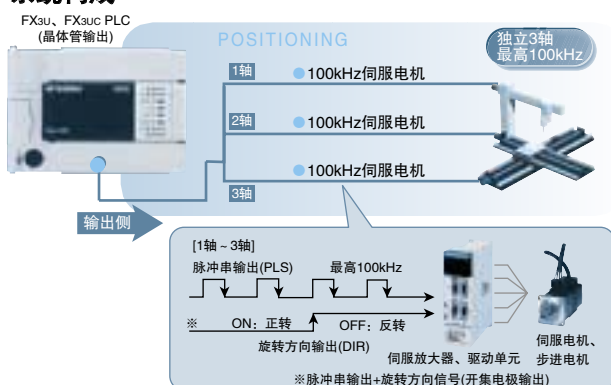 FX3U、FX3UC PLC
(晶体管输出)
POSITIONING
独立3轴
最高100kHz
1轴
100kHz伺服电机
2轴
100kHz伺服电机
100kHz伺服电机
3轴
输出侧
[1轴～3轴]
脉冲串输出(PLS)
最高100kHz
※
ON：正转
OFF：反转
旋转方向输出(DIR)
伺服放大器、驱动单元
伺服电机、
步进电机
※脉冲串输出+旋转方向信号(开集电极输出)